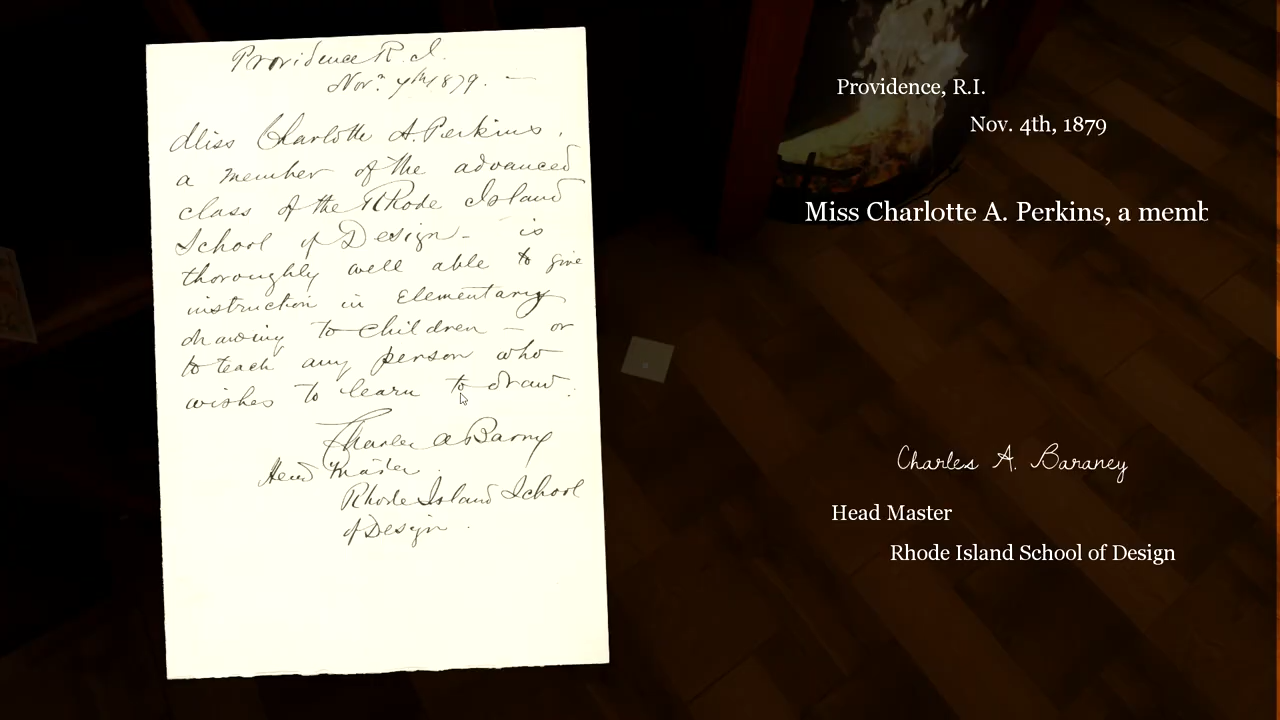 Providence R. I.
Nov. 4th 1879. —
Miss Charlotte A. Perkins,
a member of the advanced
class of the Rhode Island
School of Design — is
thoroughly well able to give
instruction in Elementary
drawing to children — or
to teach any person who
wishes to learn to draw.
Charles A Barry
Head Master.
Rhode Island School
of Design.
Providence, R.I.
Nov. 4th, 1879
Miss Charlotte A. Perkins, a memb
Charles A. Baraney
Head Master
Rhode Island School of Design